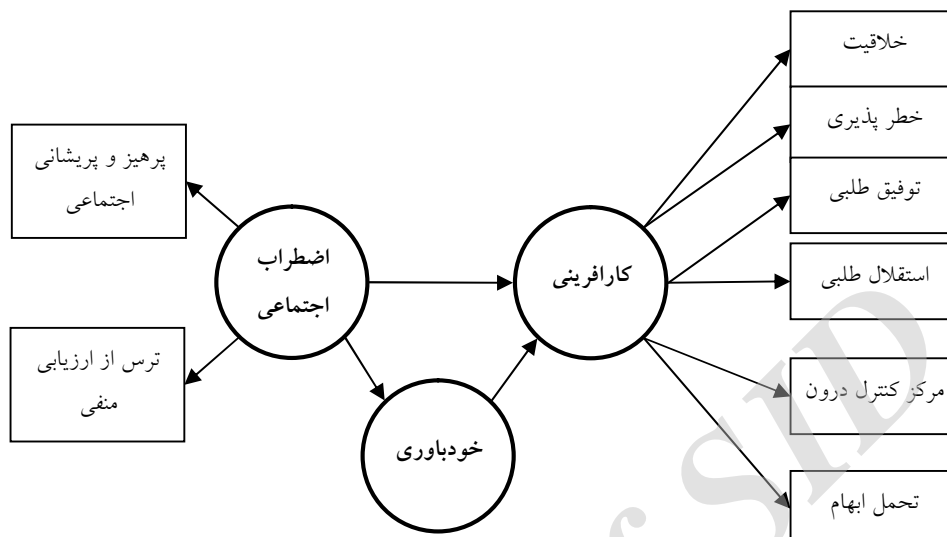 خلاقیت
خطر پذیری
توفیق طلبی
استقلال طلبی
مرکز کنترل درون
تحمل ابهام
کارافرینی
اضطراب
اجتماعی
خودباوری
پرهیز و پریشانی
اجتماعی
ترس از ارزیابی
منفی
f SID